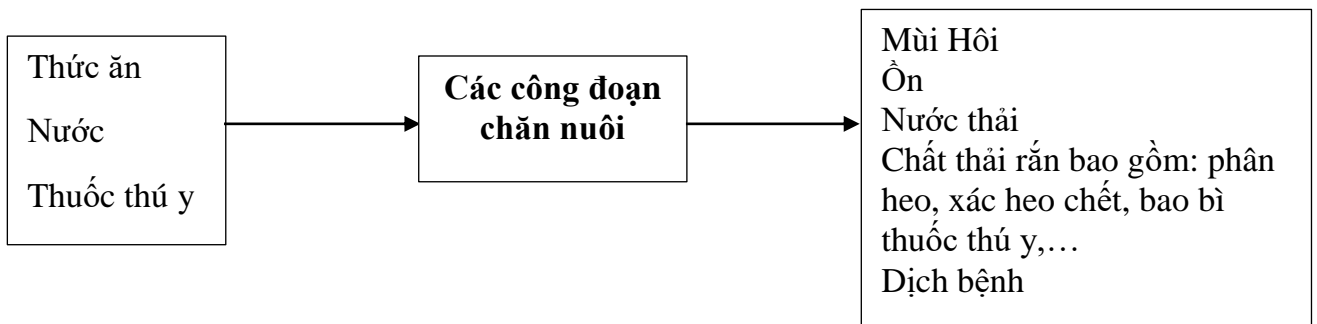 Thức ăn
Nước
Thuốc thú y
Các công đoạn
chăn nuôi
Mùi Hôi
Ồn
Nước thải
Chất thải rắn bao gồm: phân
heo, xác heo chết, bao bì
thuốc thú y,…
Dịch bệnh